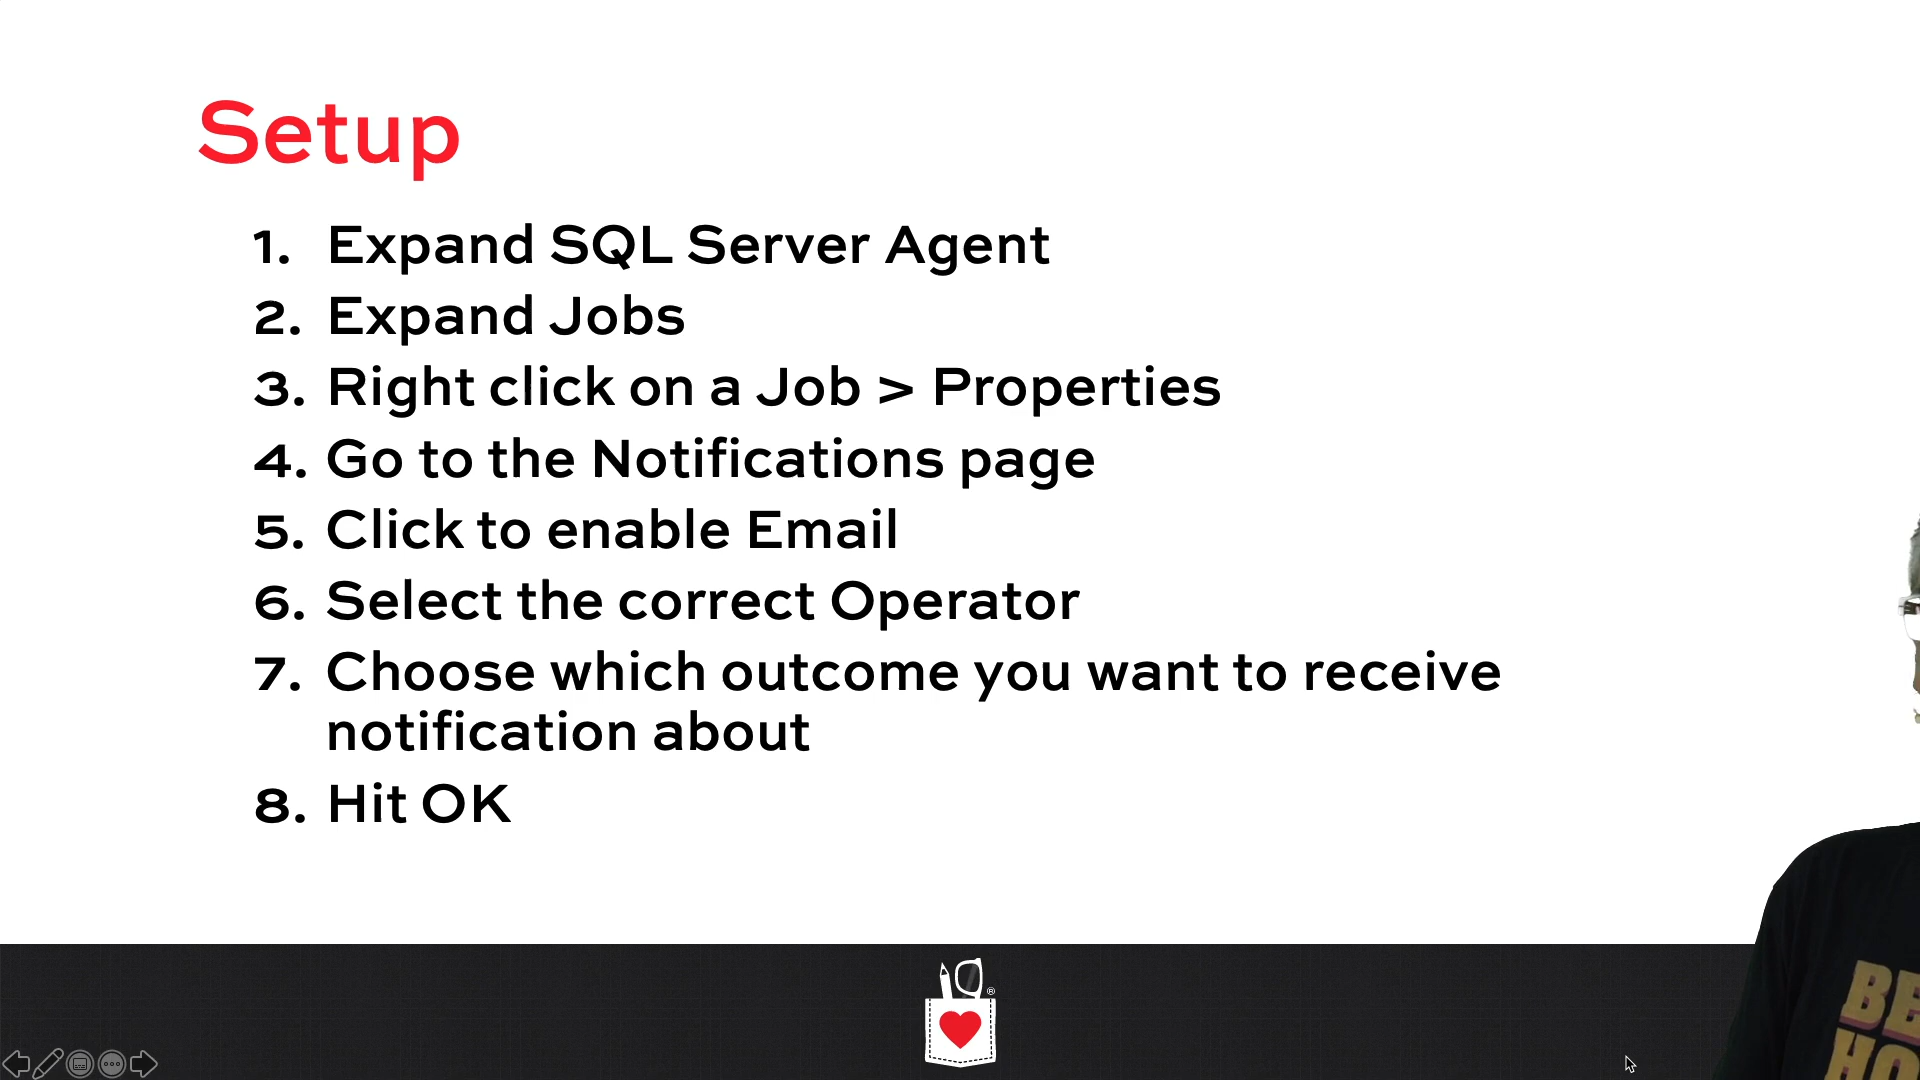 Setup
1. Expand SQL Server Agent
2. Expand Jobs
3. Right click on a Job > Properties
4. Go to the Notifications page
5. Click to enable Email
6. Select the correct Operator
7. Choose which outcome you want to receive
notification about
8. Hit OK
®